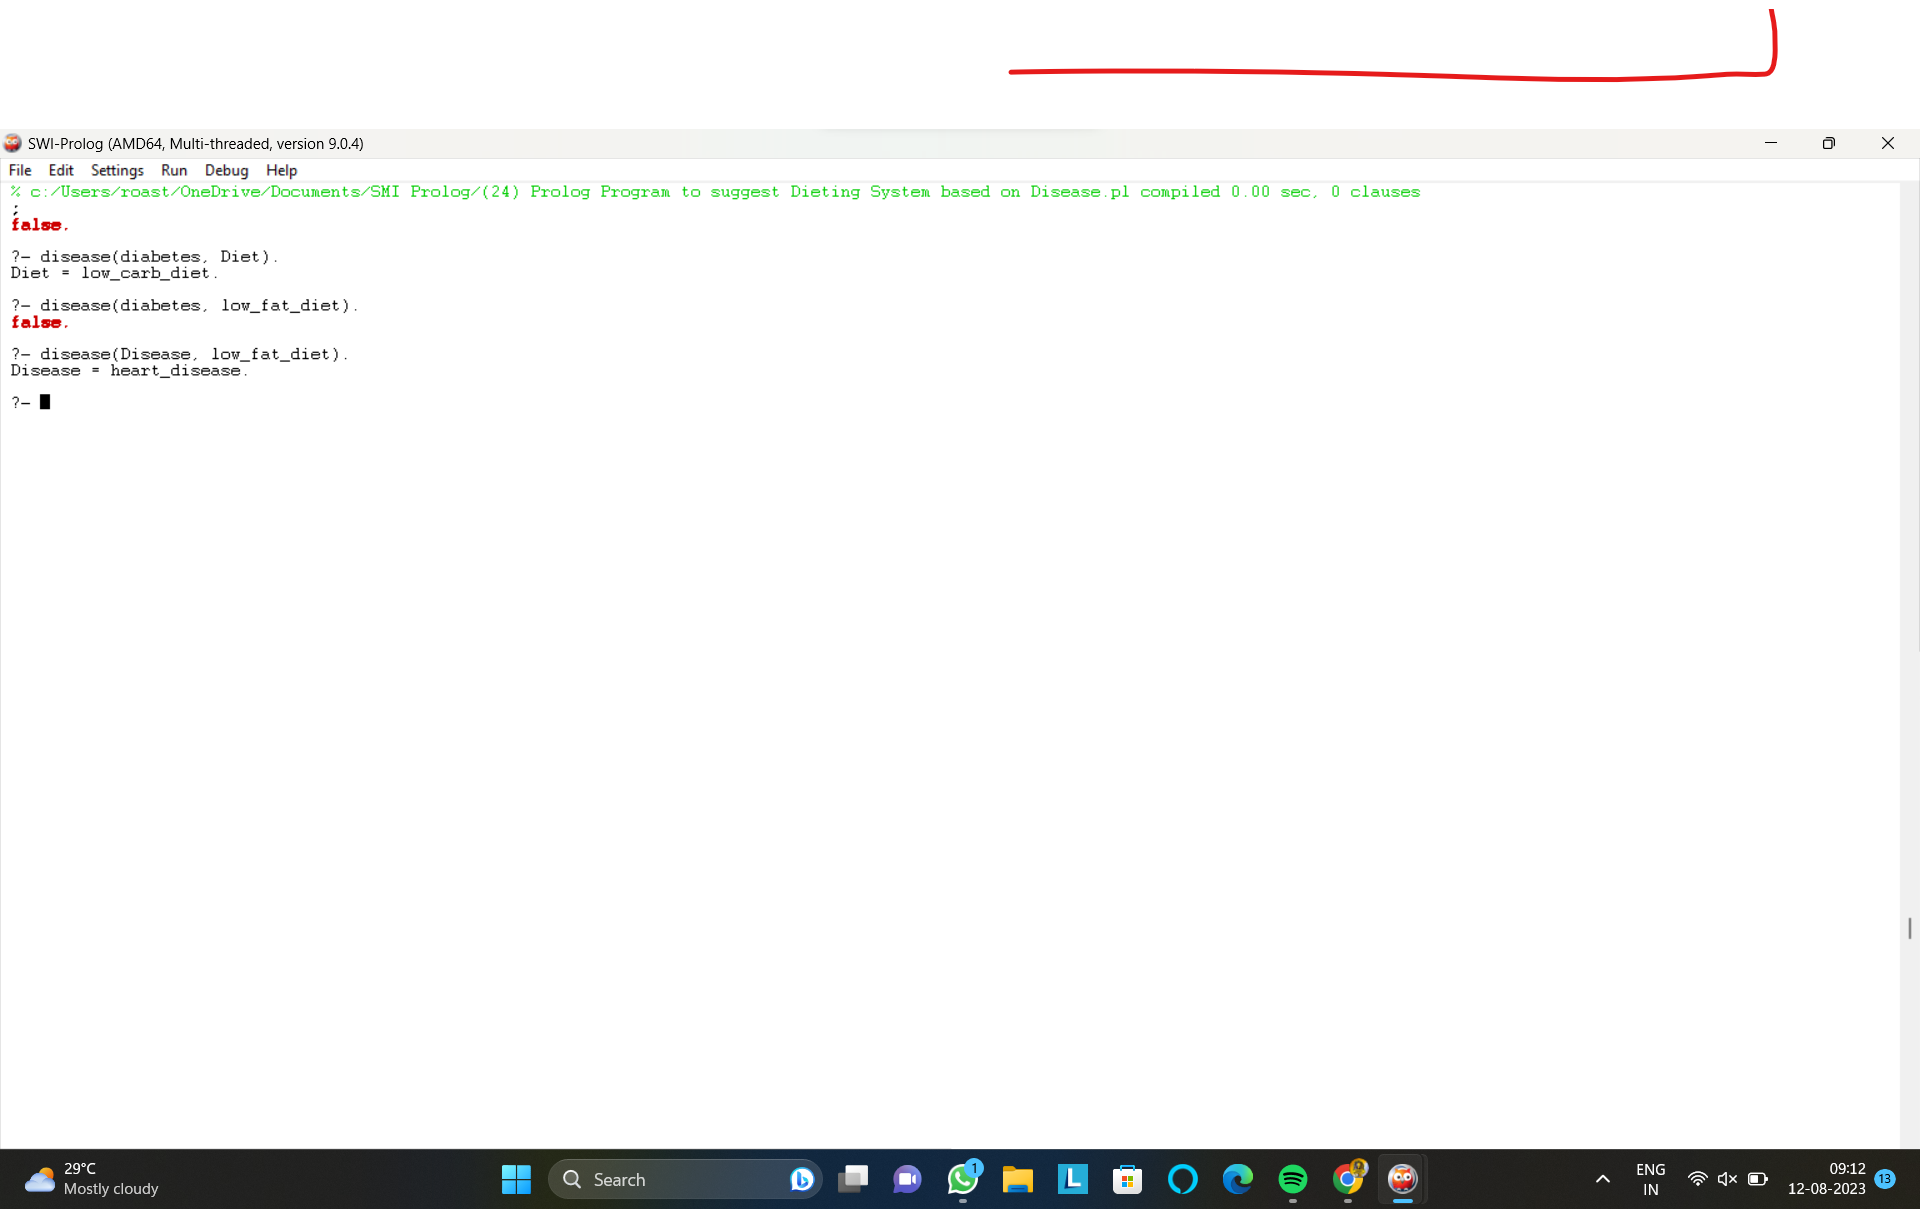 SWI-Prolog (AMD64, Multi-threaded, version 9.0.4)
File Edit Settings Run Debug Help
% c:/Users/roast/OneDrive/Documents/SMI Prolog/(24) Prolog Program to suggest Dieting System based on Disease.pl compiled 0.00 sec, 0 clauses
;
false.
?- disease(diabetes, Diet).
Diet = low_carb_diet.
?- disease(diabetes, low_fat_diet).
false.
?- disease(Disease, low_fat_diet).
Disease = heart_disease.
?-
29°C
Mostly cloudy
Search
1
L
ENG
IN
09:12
12-08-2023
13